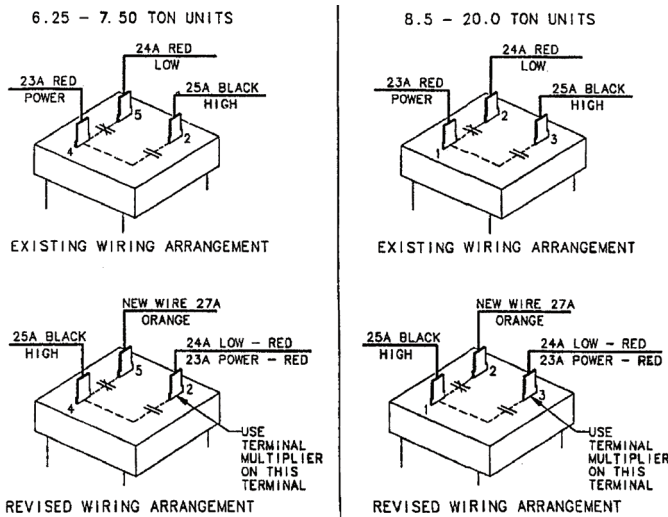 6.25 - 7.50 TON UNITS
24A RED
LOW
23A RED
POWER
25A BLACK
HIGH
5
4
2
EXISTING WIRING ARRANGEMENT
NEW WIRE 27A
ORANGE
25A BLACK
HIGH
24A LOW - RED
23A POWER - RED
5
4
2
USE
TERMINAL
MULTIPLIER
ON THIS
TERMINAL
REVISED WIRING ARRANGEMENT
8.5 - 20.0 TON UNITS
24A RED
LOW
23A RED
POWER
25A BLACK
HIGH
2
1
3
EXISTING WIRING ARRANGEMENT
NEW WIRE 27A
ORANGE
25A BLACK
HIGH
24A LOW - RED
23A POWER - RED
2
1
3
USE
TERMINAL
MULTIPLIER
ON THIS
TERMINAL
REVISED WIRING ARRANGEMENT